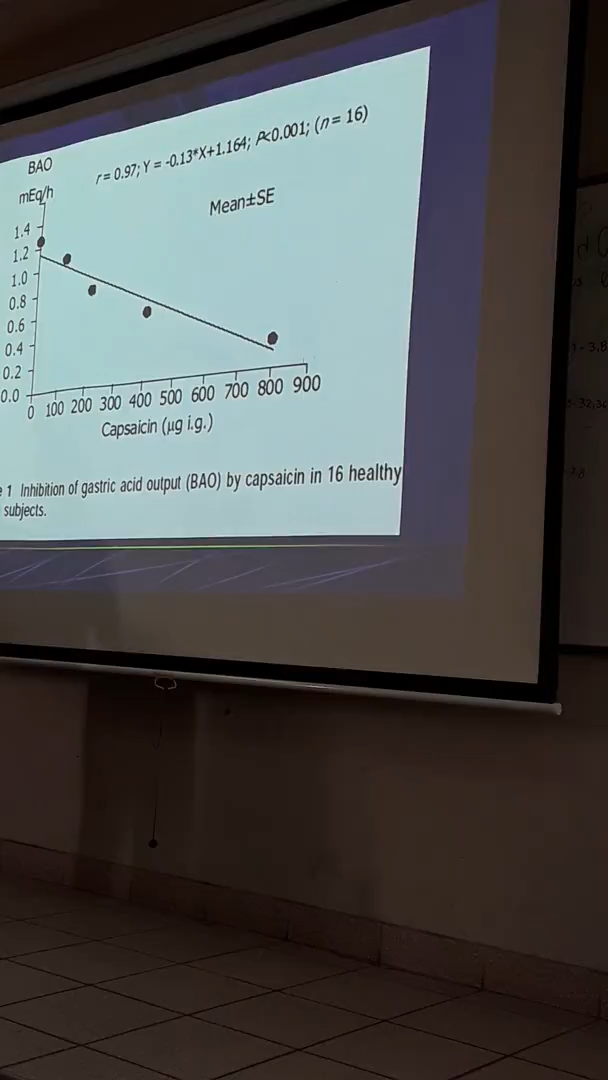 BAO
r = 0.97; Y = -0.13*X+1.164; P<0.001; (n = 16)
mEq/h
Mean±SE
1.4
1.2
1.0
0.8
0.6
0.4
0.2
0.0
0 100 200 300 400 500 600 700 800 900
Capsaicin (µg i.g.)
1 Inhibition of gastric acid output (BAO) by capsaicin in 16 healthy
subjects.